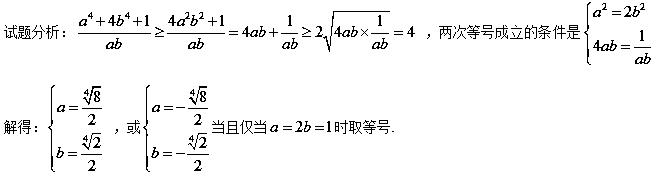 试题分析：$\frac{a^4+4b^4+1}{ab} \geq \frac{4a^2b^2+1}{ab} = 4ab+\frac{1}{ab} \geq 2\sqrt{4ab\times\frac{1}{ab}} = 4$ ，两次等号成立的条件是$\begin{cases} a^2=2b^2 \\ 4ab=\frac{1}{ab} \end{cases}$
解得：$\begin{cases} a=\frac{\sqrt[4]{8}}{2} \\ b=\frac{\sqrt[4]{2}}{2} \end{cases}$ ，或$\begin{cases} a=-\frac{\sqrt[4]{8}}{2} \\ b=-\frac{\sqrt[4]{2}}{2} \end{cases}$当且仅当 $a=2b=1$时取等号.